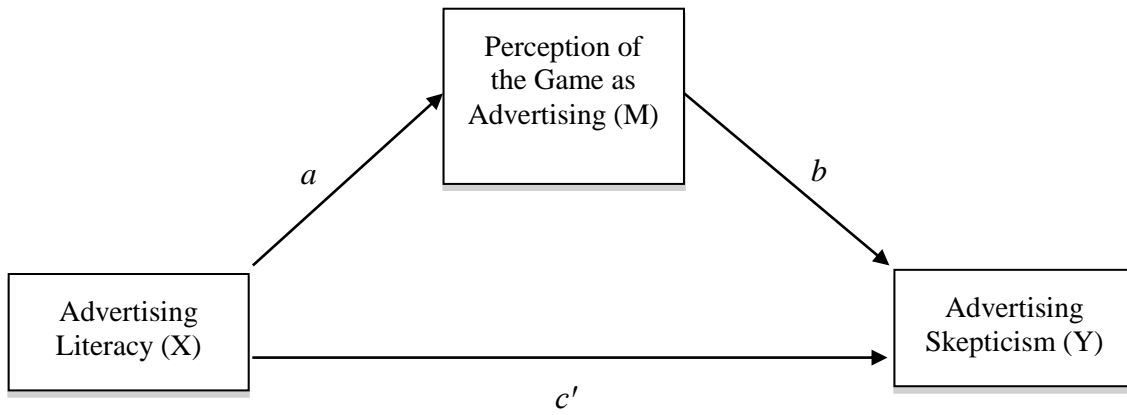 Perception of
the Game as
Advertising (M)
a
b
Advertising
Literacy (X)
Advertising
Skepticism (Y)
c'